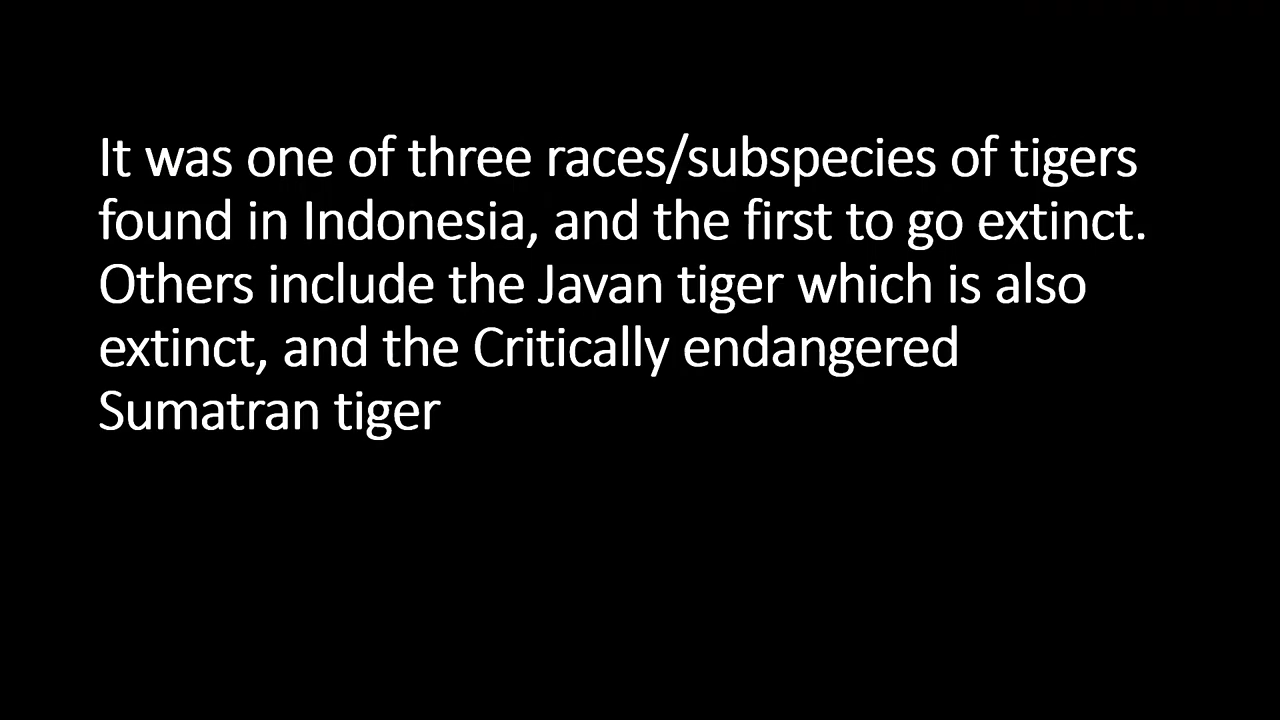 It was one of three races/subspecies of tigers
found in Indonesia, and the first to go extinct.
Others include the Javan tiger which is also
extinct, and the Critically endangered
Sumatran tiger